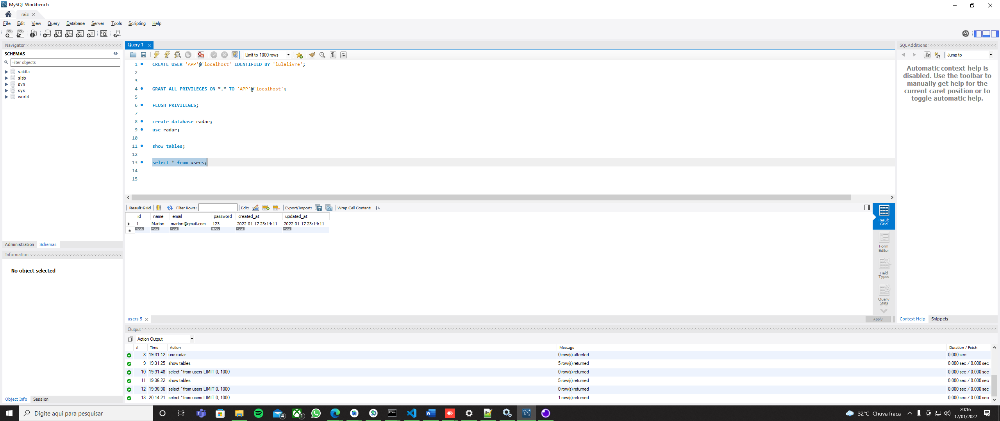 MySQL Workbench
raiz
File Edit View Query Database Server Tools Scripting Help
Navigator
SCHEMAS
Filter objects
sakila
sisb
svn
sys
world
Administration Schemas
Information
No object selected
Object Info Session
Query 1
Limit to 1000 rows
1 CREATE USER 'APP'@'localhost' IDENTIFIED BY 'lulalivre';
2
3
4 GRANT ALL PRIVILEGES ON *.* TO 'APP'@'localhost';
5
6 FLUSH PRIVILEGES;
7
8 create database radar;
9 use radar;
10
11 show tables;
12
13 select * from users;
14
15
Result Grid Filter Rows: Edit: Export/Import: Wrap Cell Content:
id name email password created_at updated_at
1 Marlon marlon@gmail.com 123 2022-01-17 23:14:11 2022-01-17 23:14:11
NULL NULL NULL NULL NULL NULL
Result Grid
Form Editor
Field Types
Query Stats
users 5
Apply
SQLAdditions
Jump to
Automatic context help is
disabled. Use the toolbar to
manually get help for the
current caret position or to
toggle automatic help.
Context Help Snippets
Output
Action Output
# Time Action Message Duration / Fetch
8 19:31:12 use radar 0 row(s) affected 0.000 sec
9 19:31:25 show tables 5 row(s) returned 0.000 sec / 0.000 sec
10 19:31:48 select * from users LIMIT 0, 1000 0 row(s) returned 0.000 sec / 0.000 sec
11 19:36:22 show tables 5 row(s) returned 0.000 sec / 0.000 sec
12 19:36:30 select * from users LIMIT 0, 1000 0 row(s) returned 0.000 sec / 0.000 sec
13 20:14:21 select * from users LIMIT 0, 1000 1 row(s) returned 0.000 sec / 0.000 sec
Digite aqui para pesquisar
4
1
32°C Chuva fraca
20:16
17/01/2022